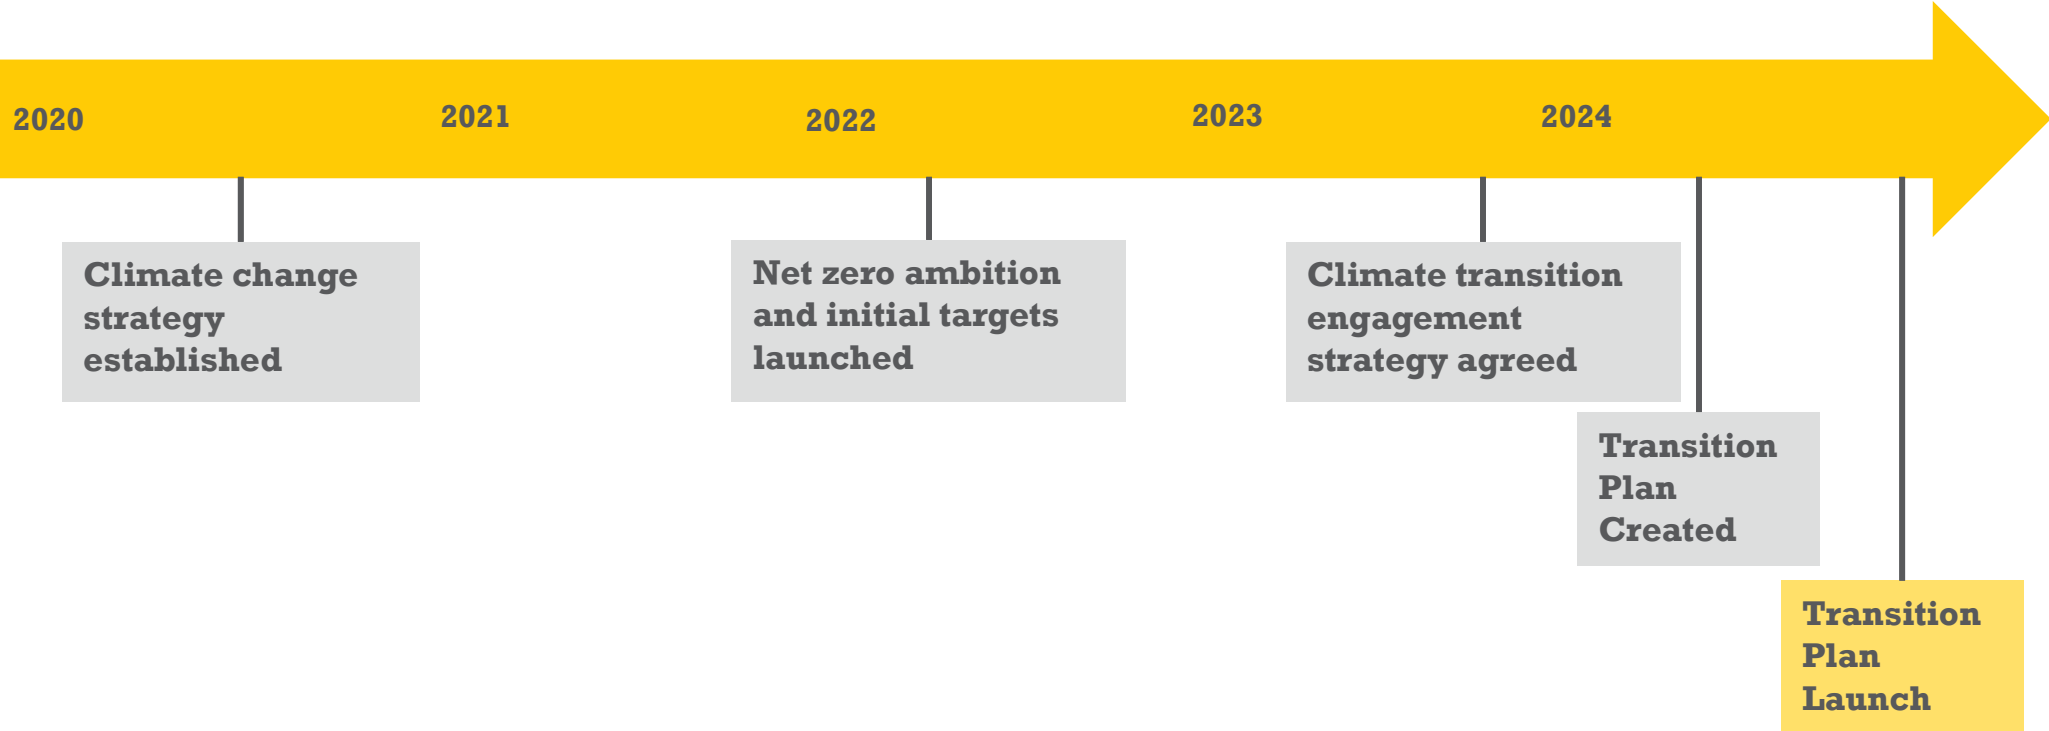 2020
2021
2022
2023
2024
Climate change
strategy
established
Net zero ambition
and initial targets
launched
Climate transition
engagement
strategy agreed
Transition
Plan
Created
Transition
Plan
Launch